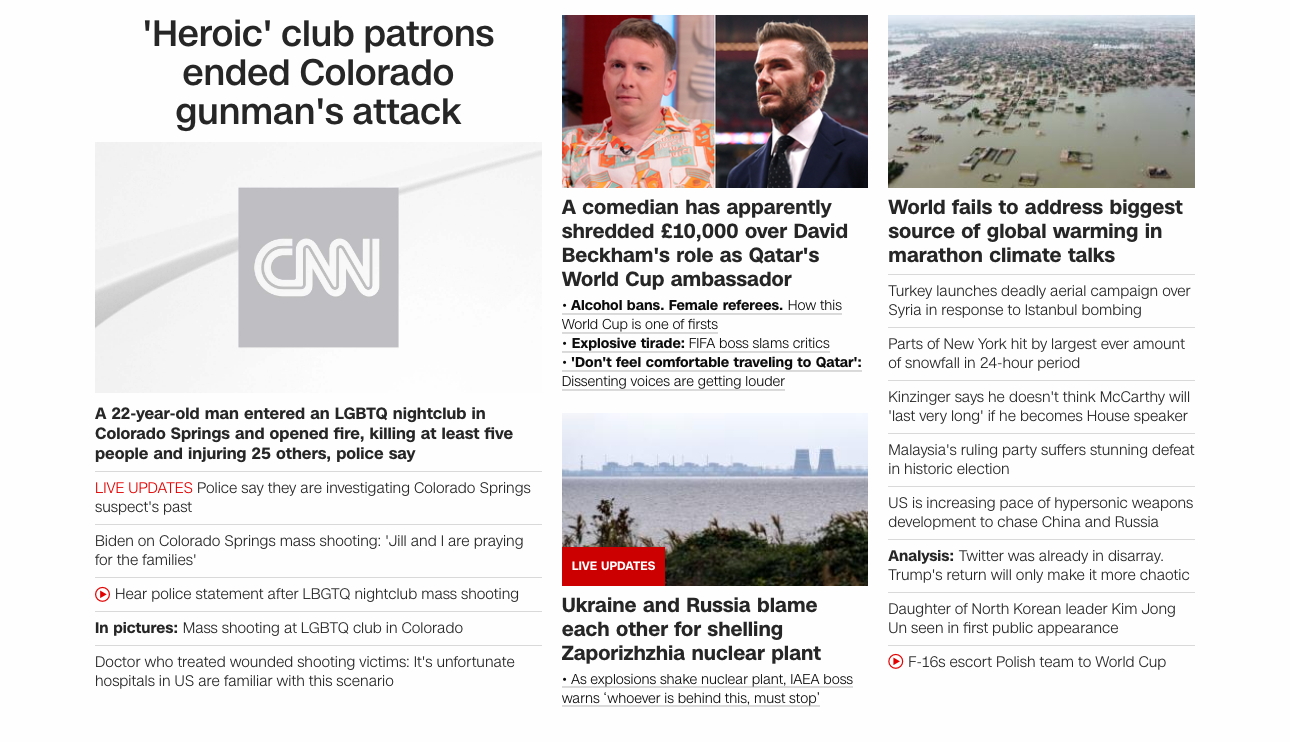 'Heroic' club patrons
ended Colorado
gunman's attack
CNN
A 22-year-old man entered an LGBTQ nightclub in
Colorado Springs and opened fire, killing at least five
people and injuring 25 others, police say
LIVE UPDATES Police say they are investigating Colorado Springs
suspect's past
Biden on Colorado Springs mass shooting: 'Jill and I are praying
for the families'
Hear police statement after LBGTQ nightclub mass shooting
In pictures: Mass shooting at LGBTQ club in Colorado
Doctor who treated wounded shooting victims: It's unfortunate
hospitals in US are familiar with this scenario
A comedian has apparently
shredded £10,000 over David
Beckham's role as Qatar's
World Cup ambassador
• Alcohol bans. Female referees. How this
World Cup is one of firsts
• Explosive tirade: FIFA boss slams critics
• 'Don't feel comfortable traveling to Qatar':
Dissenting voices are getting louder
LIVE UPDATES
Ukraine and Russia blame
each other for shelling
Zaporizhzhia nuclear plant
• As explosions shake nuclear plant, IAEA boss
warns ‘whoever is behind this, must stop’
World fails to address biggest
source of global warming in
marathon climate talks
Turkey launches deadly aerial campaign over
Syria in response to Istanbul bombing
Parts of New York hit by largest ever amount
of snowfall in 24-hour period
Kinzinger says he doesn't think McCarthy will
'last very long' if he becomes House speaker
Malaysia's ruling party suffers stunning defeat
in historic election
US is increasing pace of hypersonic weapons
development to chase China and Russia
Analysis: Twitter was already in disarray.
Trump's return will only make it more chaotic
Daughter of North Korean leader Kim Jong
Un seen in first public appearance
F-16s escort Polish team to World Cup